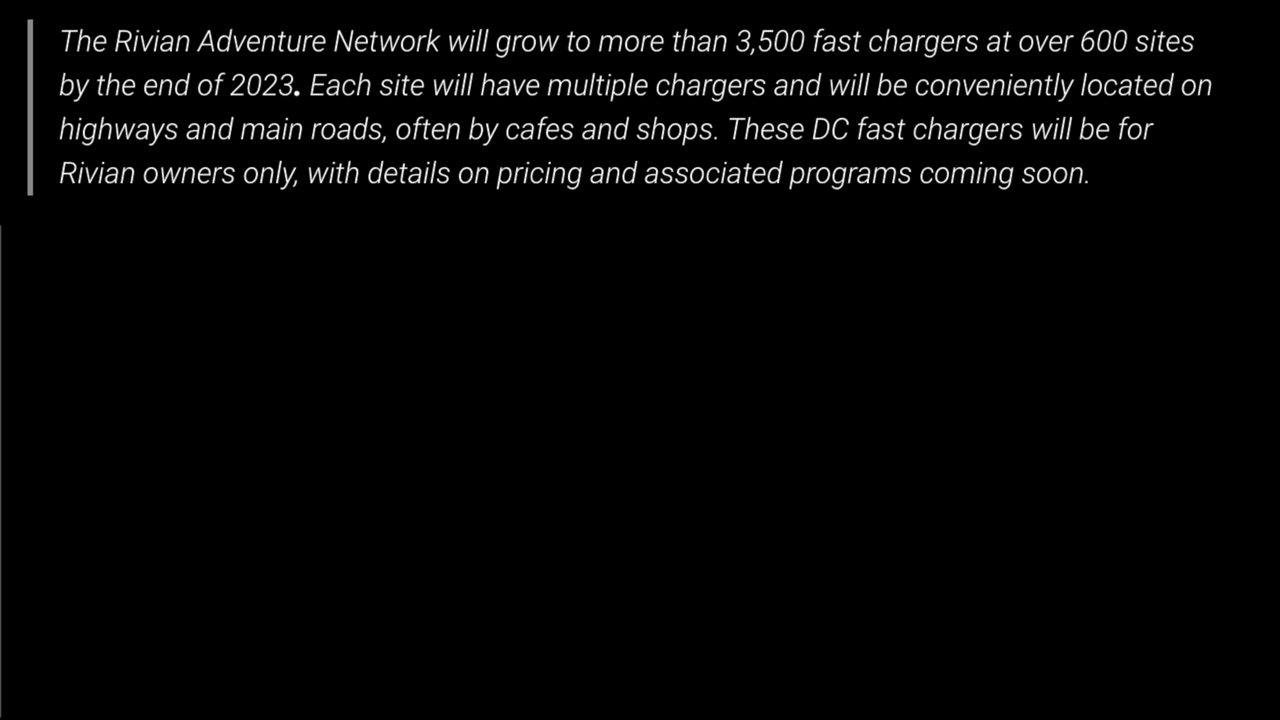 The Rivian Adventure Network will grow to more than 3,500 fast chargers at over 600 sites
by the end of 2023. Each site will have multiple chargers and will be conveniently located on
highways and main roads, often by cafes and shops. These DC fast chargers will be for
Rivian owners only, with details on pricing and associated programs coming soon.